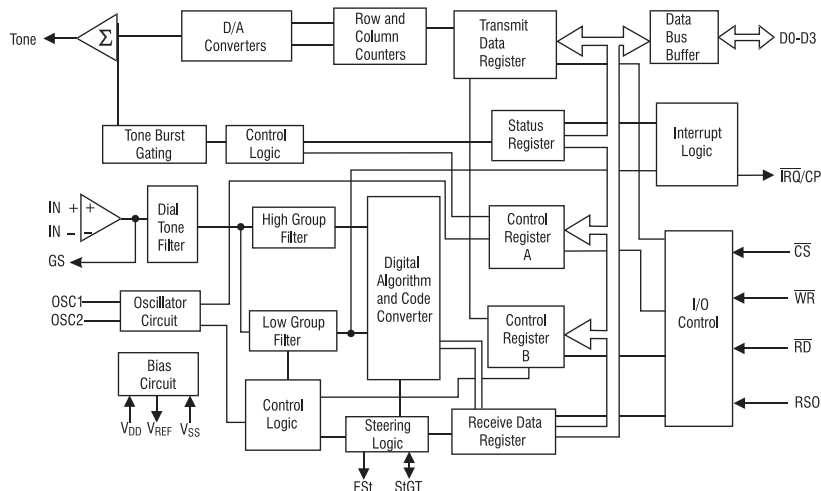 Tone
Σ
D/A
Converters
Row and
Column
Counters
Transmit
Data
Register
Data
Bus
Buffer
D0-D3
Tone Burst
Gating
Control
Logic
Status
Register
Interrupt
Logic
IRQ/CP
IN +
+
IN –
–
GS
Dial
Tone
Filter
High Group
Filter
Digital
Algorithm
and Code
Converter
Control
Register
A
I/O
Control
CS
WR
RD
RSO
OSC1
OSC2
Oscillator
Circuit
Low Group
Filter
Control
Register
B
Bias
Circuit
VDD
VREF
VSS
Control
Logic
Steering
Logic
Receive Data
Register
ESt
StGT